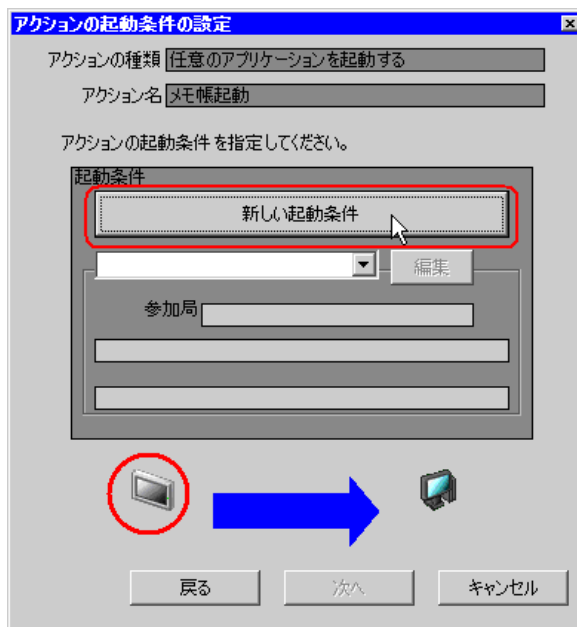 アクションの起動条件の設定
アクションの種類 任意のアプリケーションを起動する
アクション名 メモ帳起動
アクションの起動条件を指定してください。
起動条件
新しい起動条件
編集
参加局
戻る 次へ キャンセル